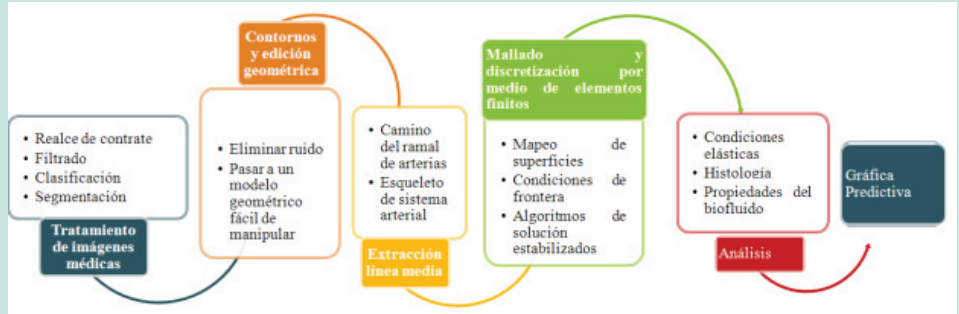 • Realce de contrate
• Filtrado
• Clasificación
• Segmentación
Tratamiento
de imágenes
médicas
Contornos
y edición
geométrica
• Eliminar ruido
• Pasar a un
modelo
geométrico
fácil de
manipular
• Camino
del ramal
de arterias
• Esqueleto
de sistema
arterial
Extracción
línea media
Mallado y
discretización por
medio de elementos
finitos
• Mapeo de
superficies
• Condiciones de
frontera
• Algoritmos de
solución
estabilizados
• Condiciones
elásticas
• Histología
• Propiedades del
biofluido
Análisis
Gráfica
Predictiva